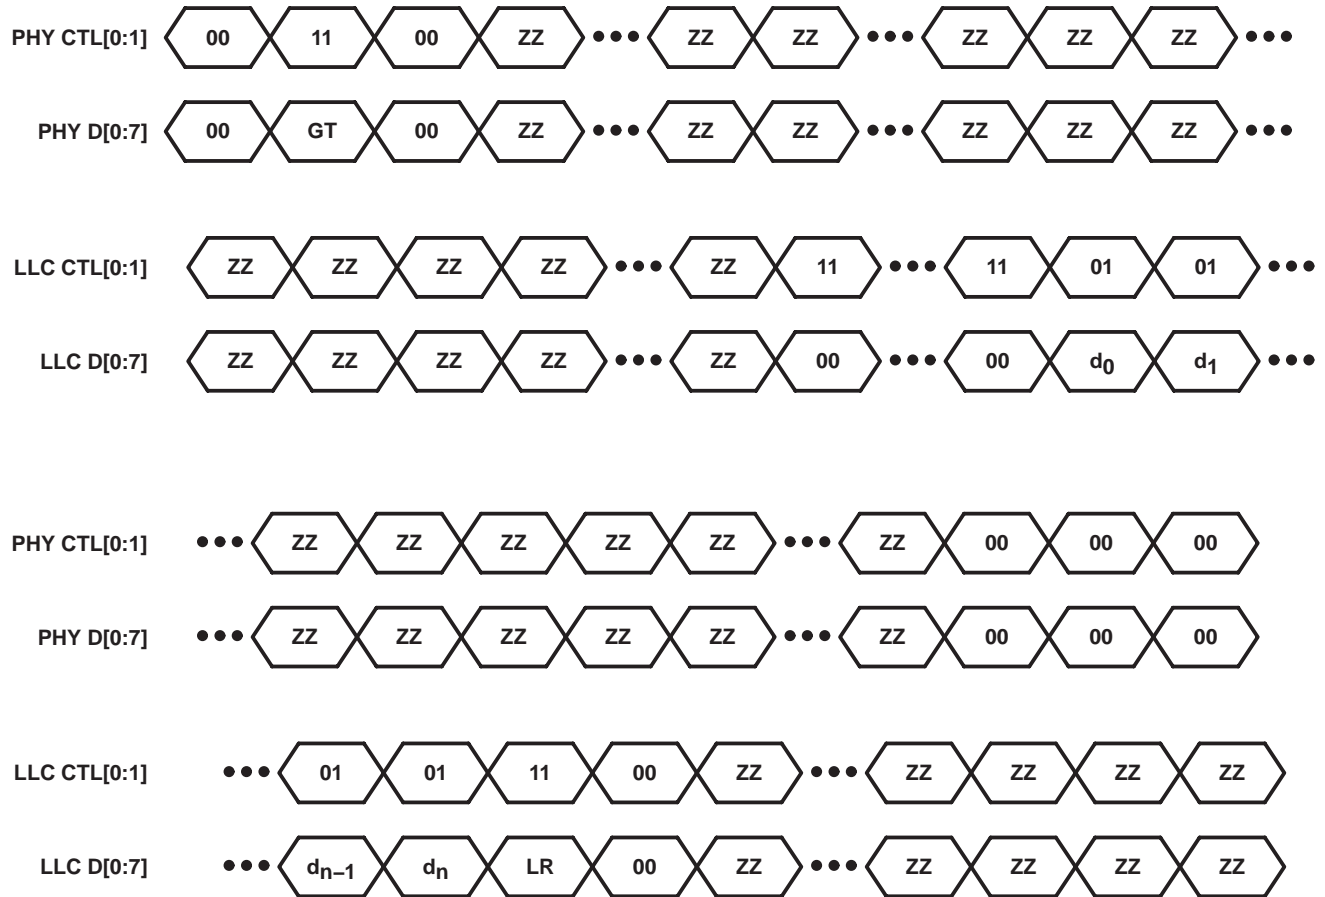 PHY CTL[0:1] 00 11 00 ZZ ••• ZZ ZZ ••• ZZ ZZ ZZ •••
PHY D[0:7] 00 GT 00 ZZ ••• ZZ ZZ ••• ZZ ZZ ZZ •••
LLC CTL[0:1] ZZ ZZ ZZ ZZ ••• ZZ 11 ••• 11 01 01 •••
LLC D[0:7] ZZ ZZ ZZ ZZ ••• ZZ 00 ••• 00 d0 d1 •••
PHY CTL[0:1] ••• ZZ ZZ ZZ ZZ ZZ ••• ZZ 00 00 00
PHY D[0:7] ••• ZZ ZZ ZZ ZZ ZZ ••• ZZ 00 00 00
LLC CTL[0:1] ••• 01 01 11 00 ZZ ••• ZZ ZZ ZZ ZZ
LLC D[0:7] ••• dn–1 dn LR 00 ZZ ••• ZZ ZZ ZZ ZZ